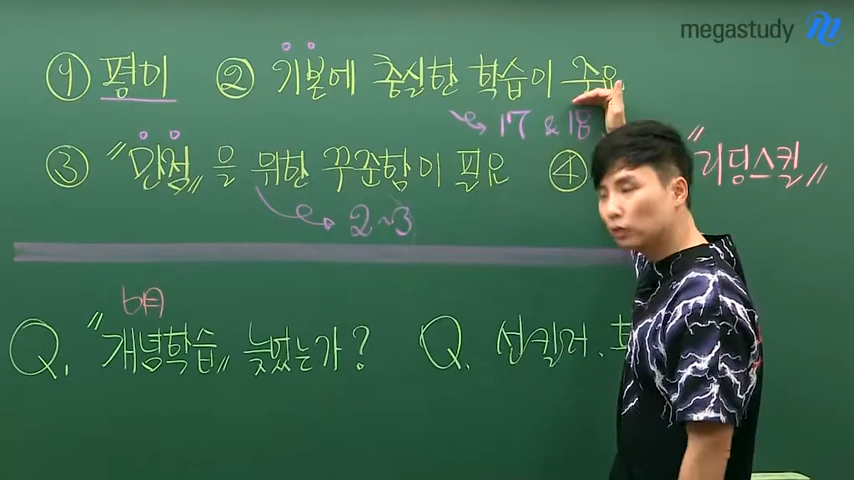 megastudy
① 평이 ② 기본에 충실한 학습이 중요
17 & 18
③ "만점"을 위한 꾸준함이 필요 ④ "리딩스킬"
2~3
6月
Q. "개념학습" 늦었는가? Q. 선킬러.